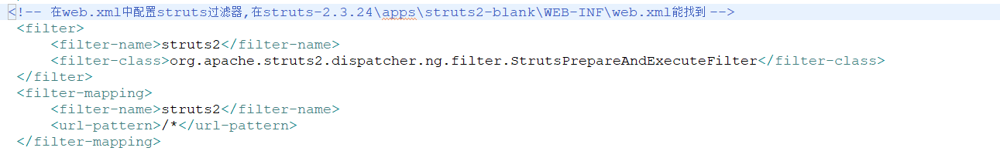 <!-- 在web.xml中配置struts过滤器,在struts-2.3.24\apps\struts2-blank\WEB-INF\web.xml能找到 -->
<filter>
    <filter-name>struts2</filter-name>
    <filter-class>org.apache.struts2.dispatcher.ng.filter.StrutsPrepareAndExecuteFilter</filter-class>
</filter>
<filter-mapping>
    <filter-name>struts2</filter-name>
    <url-pattern>/*</url-pattern>
</filter-mapping>